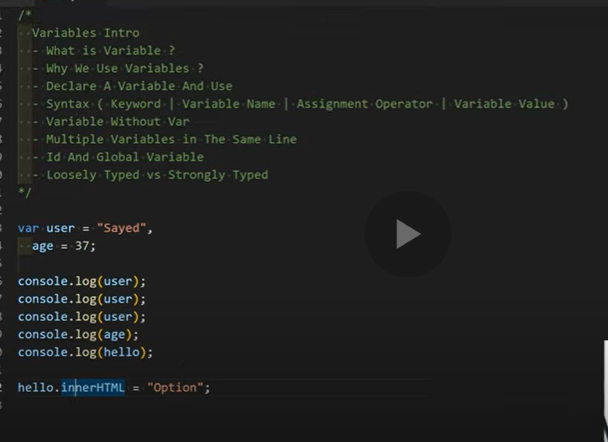 /*
Variables Intro
- What is Variable ?
- Why We Use Variables ?
- Declare A Variable And Use
- Syntax ( Keyword | Variable Name | Assignment Operator | Variable Value )
- Variable Without Var
- Multiple Variables in The Same Line
- Id And Global Variable
- Loosely Typed vs Strongly Typed
*/
var user = "Sayed",
age = 37;
console.log(user);
console.log(user);
console.log(user);
console.log(age);
console.log(hello);
hello.innerHTML = "Option";